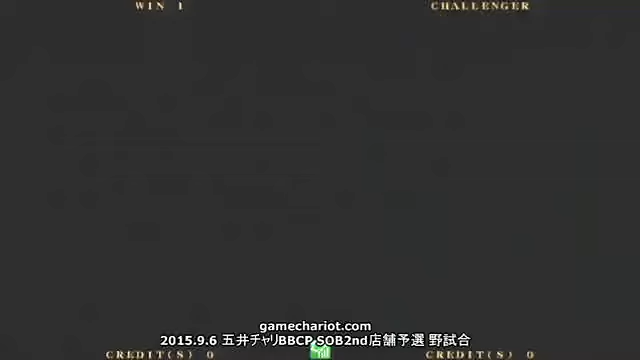 WIN 1 CHALLENGER
gamechariot.com
2015.9.6 五井チャリBBCP SOB2nd店舗予選 野試合
CREDIT(S) 0 CREDIT(S) 0